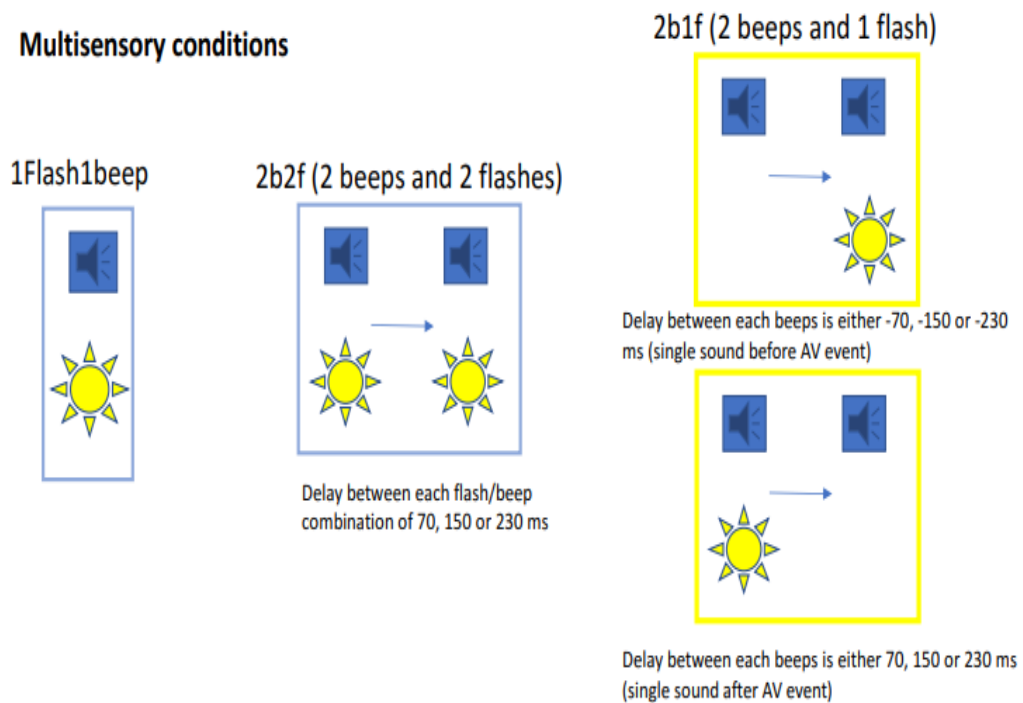 Multisensory conditions
1Flash1beep
2b2f (2 beeps and 2 flashes)
Delay between each flash/beep
combination of 70, 150 or 230 ms
2b1f (2 beeps and 1 flash)
Delay between each beeps is either -70, -150 or -230
ms (single sound before AV event)
Delay between each beeps is either 70, 150 or 230 ms
(single sound after AV event)